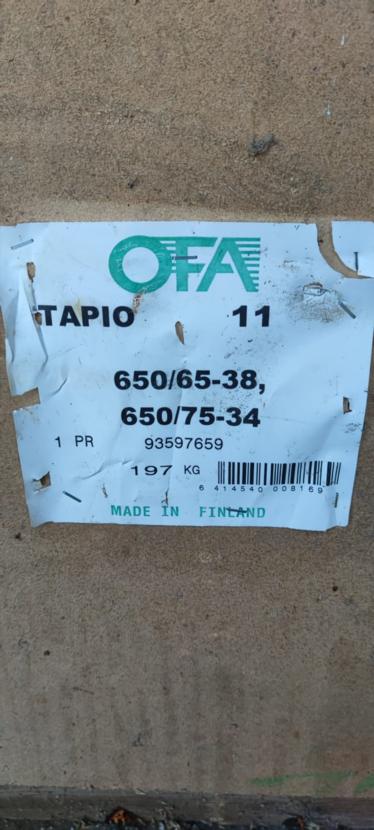 OFA
TAPIO 11
650/65-38,
650/75-34
1 PR 93597659
197 KG
6 414540 008169
MADE IN FINLAND